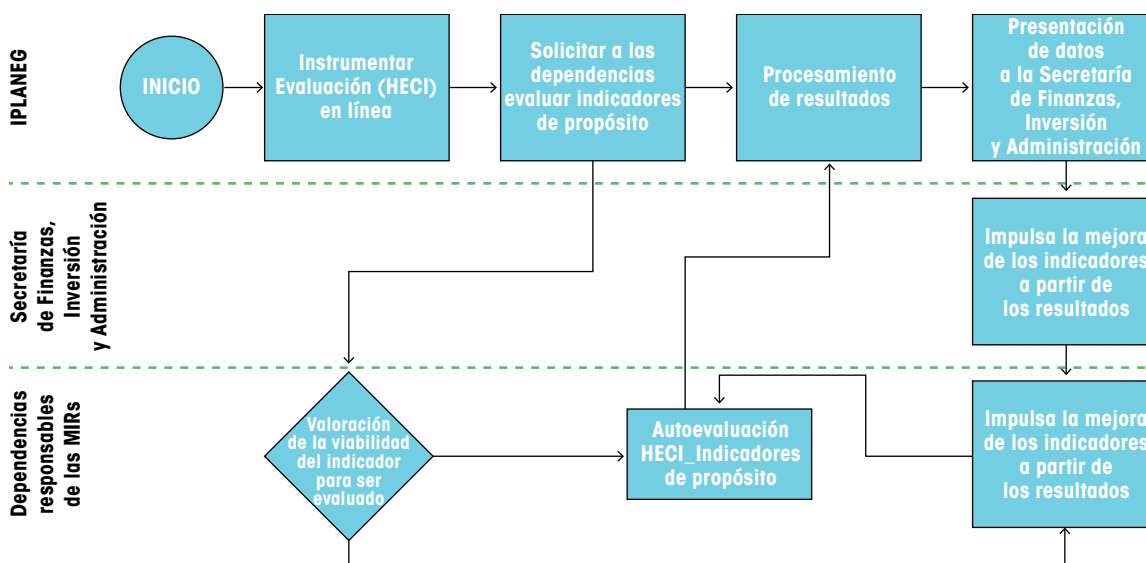 IPLANEG
INICIO
Instrumentar
Evaluación (HECI)
en línea
Solicitar a las
dependencias
evaluar indicadores
de propósito
Procesamiento
de resultados
Presentación
de datos
a la Secretaría
de Finanzas,
Inversión
y Administración
Secretaría
de Finanzas,
Inversión
y Administración
Impulsa la mejora
de los indicadores
a partir de
los resultados
Dependencias
responsables
de las MIRs
Valoración
de la viabilidad
del indicador
para ser
evaluado
Autoevaluación
HECI_Indicadores
de propósito
Impulsa la mejora
de los indicadores
a partir de
los resultados